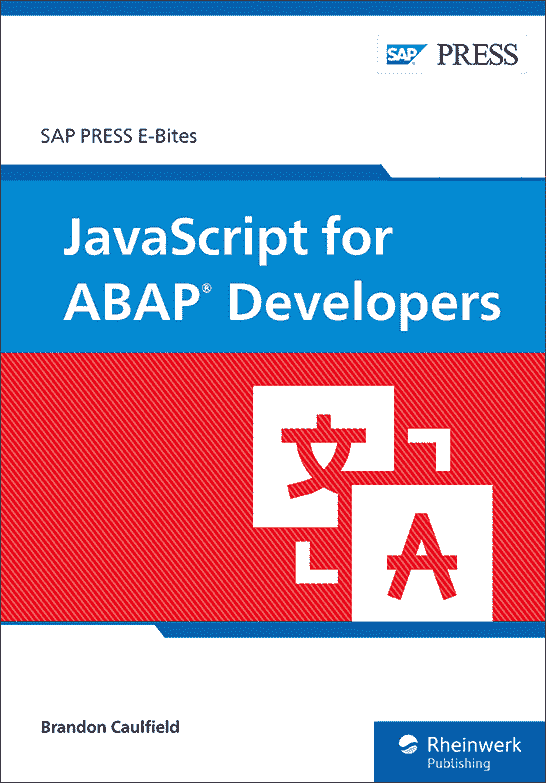 SAP PRESS
SAP PRESS E-Bites
JavaScript for
ABAP® Developers
文
A
Brandon Caulfield
Rheinwerk
Publishing